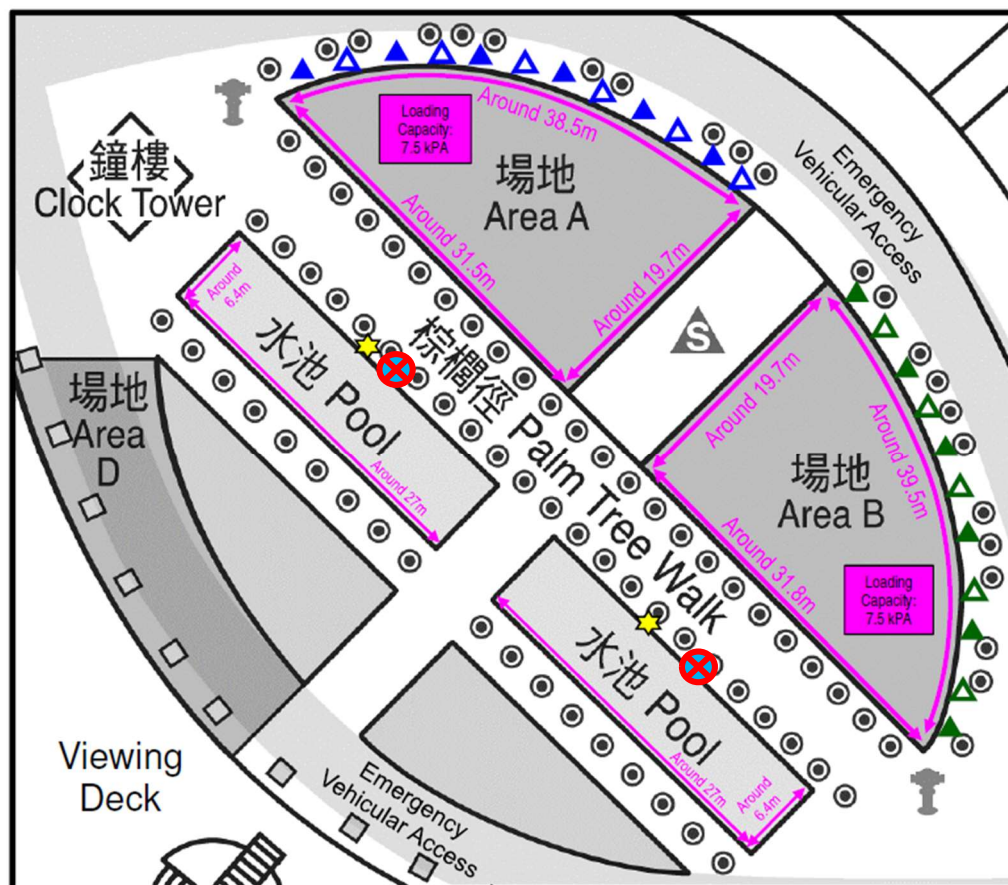 Loading
Capacity:
7.5 kPA
Around 38.5m
場地
Area A
Around 31.5m
Around 19.7m
Emergency
Vehicular Access
鐘樓
Clock Tower
Around
6.4m
水池 Pool
Around 27m
棕櫚徑 Palm Tree Walk
S
Around 19.7m
Around 39.5m
場地
Area B
Around 31.8m
Loading
Capacity:
7.5 kPA
場地
Area
D
水池 Pool
Around 27m
Around
6.4m
Viewing
Deck
Emergency
Vehicular Access